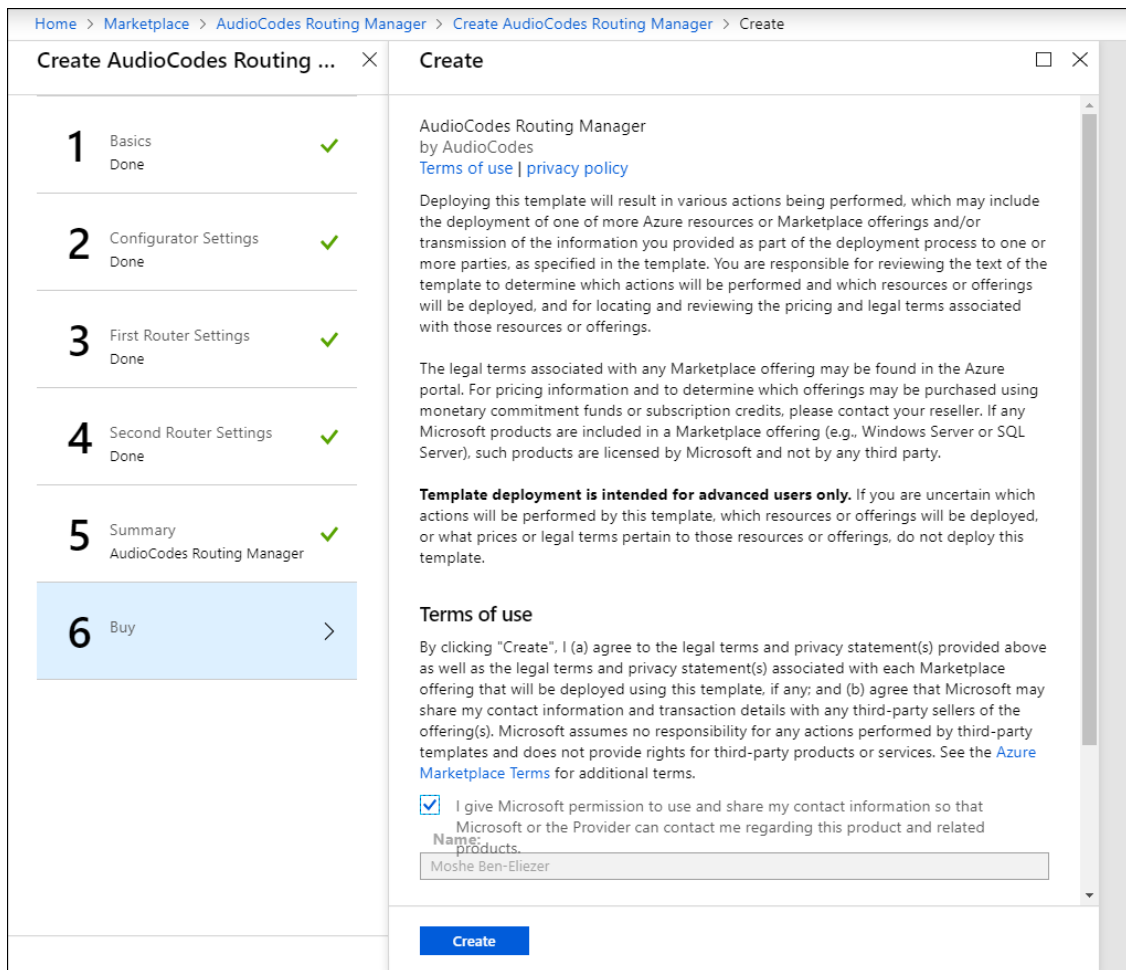 Home > Marketplace > AudioCodes Routing Manager > Create AudioCodes Routing Manager > Create
Create AudioCodes Routing ...
1
Basics
Done
2
Configurator Settings
Done
3
First Router Settings
Done
4
Second Router Settings
Done
5
Summary
AudioCodes Routing Manager
6
Buy
Create
AudioCodes Routing Manager
by AudioCodes
Terms of use | privacy policy
Deploying this template will result in various actions being performed, which may include
the deployment of one of more Azure resources or Marketplace offerings and/or
transmission of the information you provided as part of the deployment process to one or
more parties, as specified in the template. You are responsible for reviewing the text of the
template to determine which actions will be performed and which resources or offerings
will be deployed, and for locating and reviewing the pricing and legal terms associated
with those resources or offerings.
The legal terms associated with any Marketplace offering may be found in the Azure
portal. For pricing information and to determine which offerings may be purchased using
monetary commitment funds or subscription credits, please contact your reseller. If any
Microsoft products are included in a Marketplace offering (e.g., Windows Server or SQL
Server), such products are licensed by Microsoft and not by any third party.
Template deployment is intended for advanced users only. If you are uncertain which
actions will be performed by this template, which resources or offerings will be deployed,
or what prices or legal terms pertain to those resources or offerings, do not deploy this
template.
Terms of use
By clicking "Create", I (a) agree to the legal terms and privacy statement(s) provided above
as well as the legal terms and privacy statement(s) associated with each Marketplace
offering that will be deployed using this template, if any; and (b) agree that Microsoft may
share my contact information and transaction details with any third-party sellers of the
offering(s). Microsoft assumes no responsibility for any actions performed by third-party
templates and does not provide rights for third-party products or services. See the Azure
Marketplace Terms for additional terms.
I give Microsoft permission to use and share my contact information so that
Microsoft or the Provider can contact me regarding this product and related
products.
Name:
Moshe Ben-Eliezer
Create